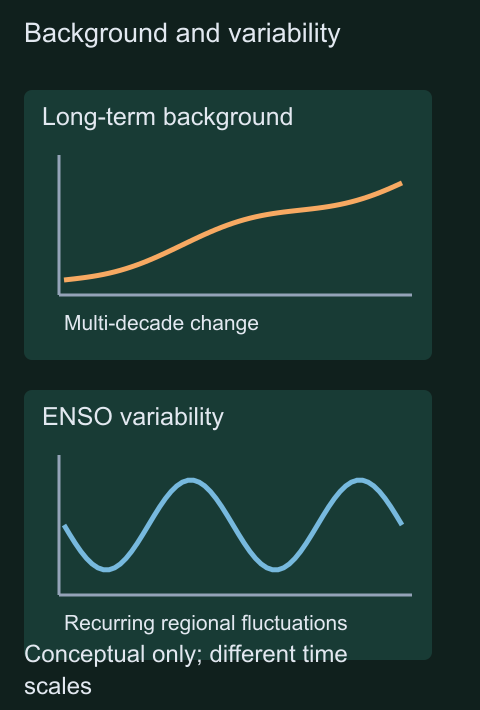 Background and variability
Long-term background
Multi-decade change
ENSO variability
Recurring regional fluctuations
Conceptual only; different time
scales